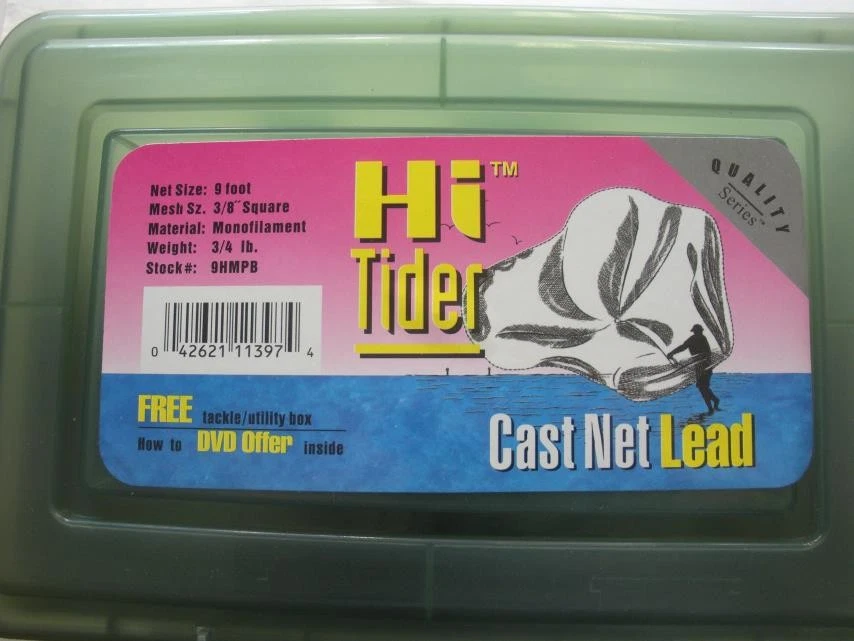 Net Size: 9 foot
Mesh Sz. 3/8" Square
Material: Monofilament
Weight: 3/4 lb.
Stock#: 9HMPB
0 42621 11397 4
Hi™
Tider
QUALITY
Series™
FREE tackle/utility box
How to DVD Offer inside
Cast Net Lead